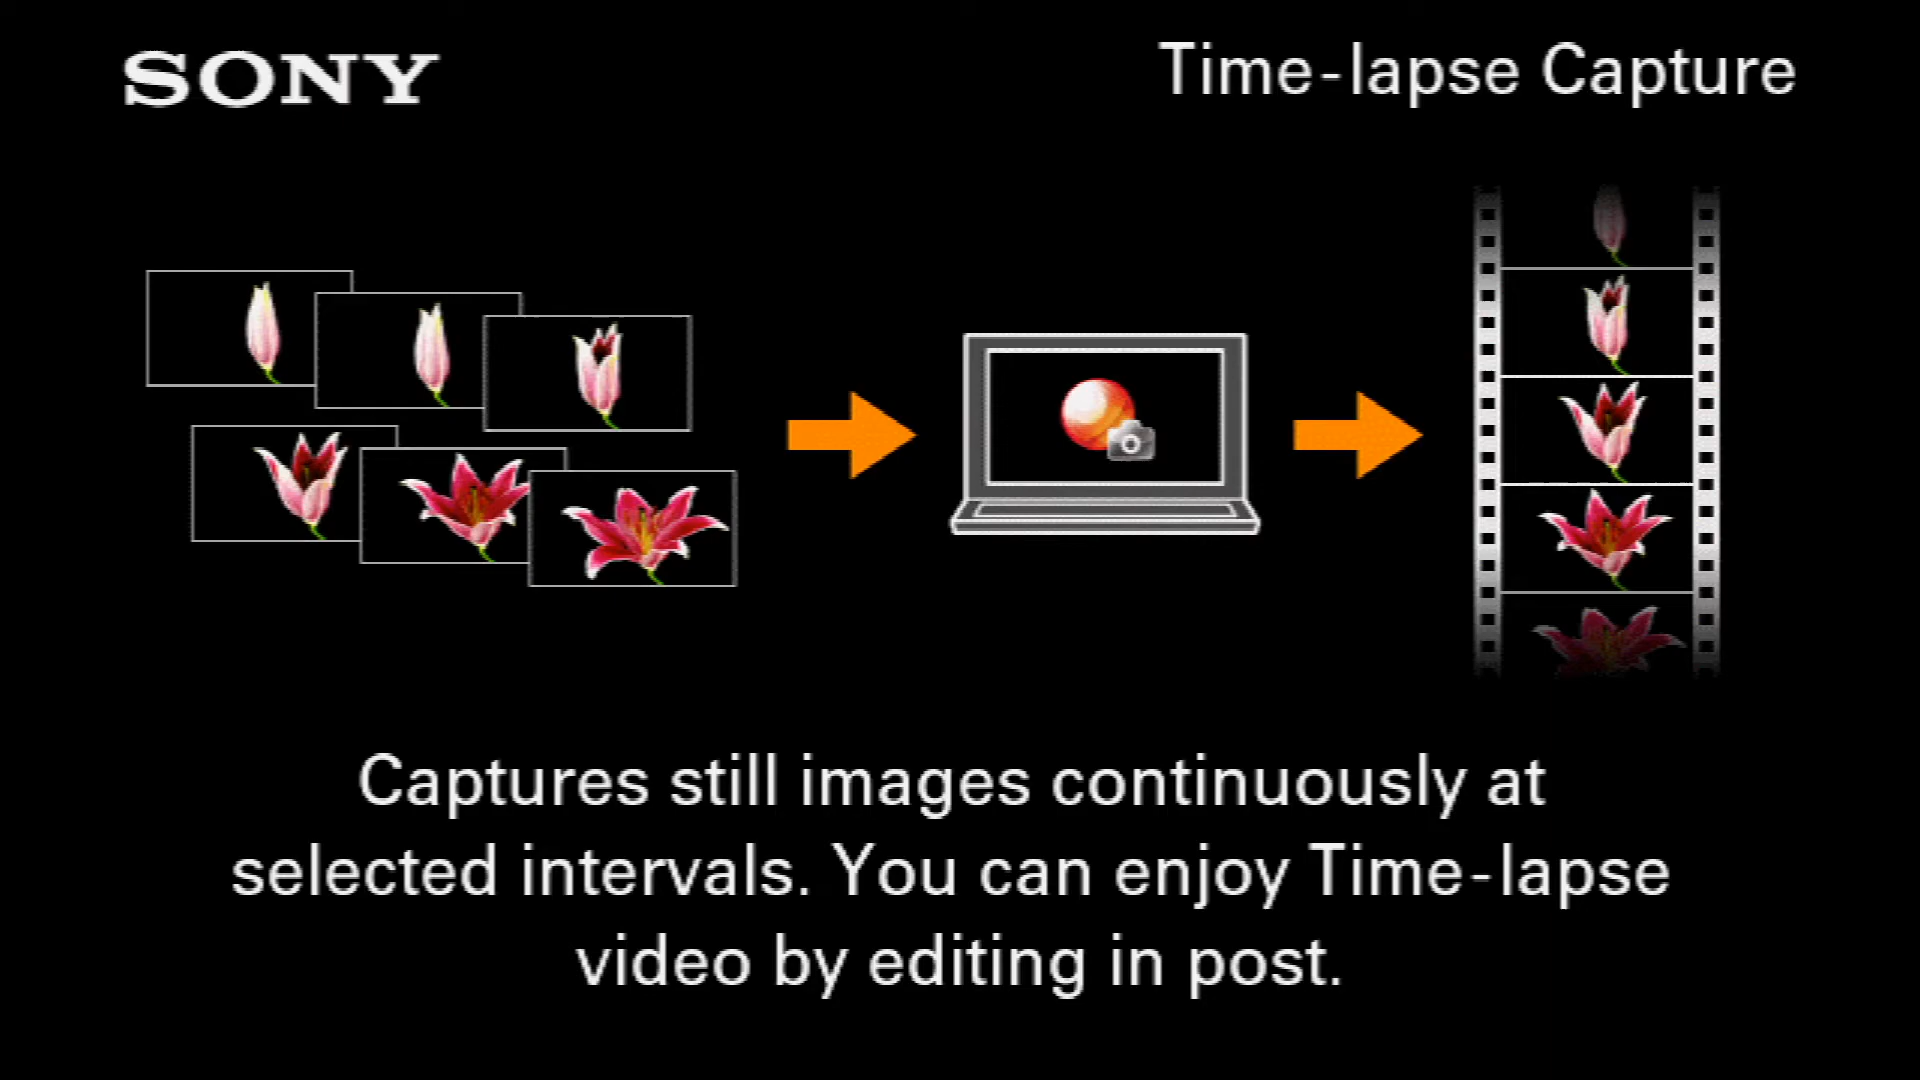 SONY
Time-lapse Capture
Captures still images continuously at
selected intervals. You can enjoy Time-lapse
video by editing in post.